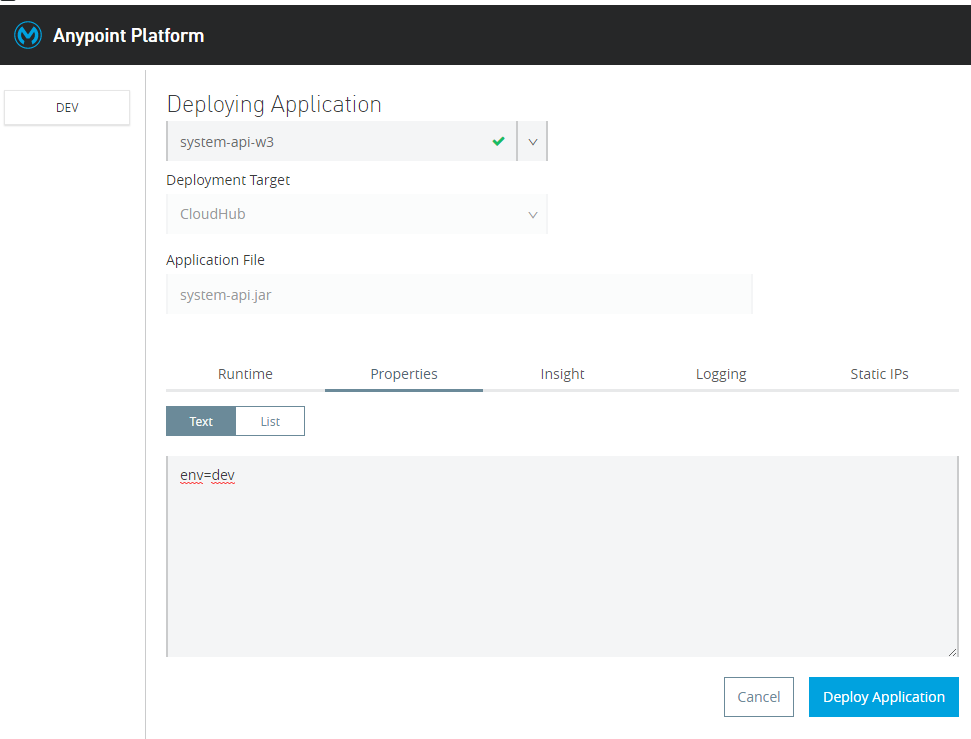 Anypoint Platform
DEV
Deploying Application
system-api-w3
Deployment Target
CloudHub
Application File
system-api.jar
Runtime Properties Insight Logging Static IPs
Text List
env=dev
Cancel Deploy Application